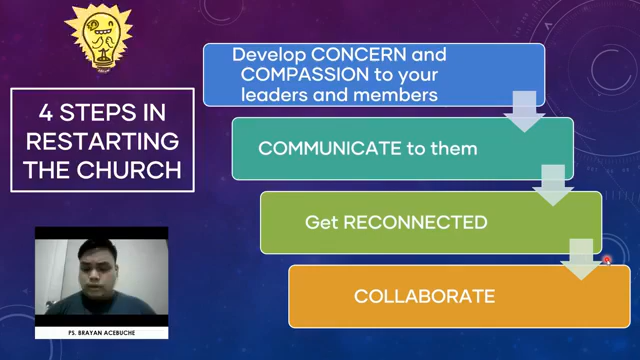 4 STEPS IN
RESTARTING
THE CHURCH
Develop CONCERN and
COMPASSION to your
leaders and members
COMMUNICATE to them
Get RECONNECTED
COLLABORATE
PS. BRAYAN ACEBUCHE